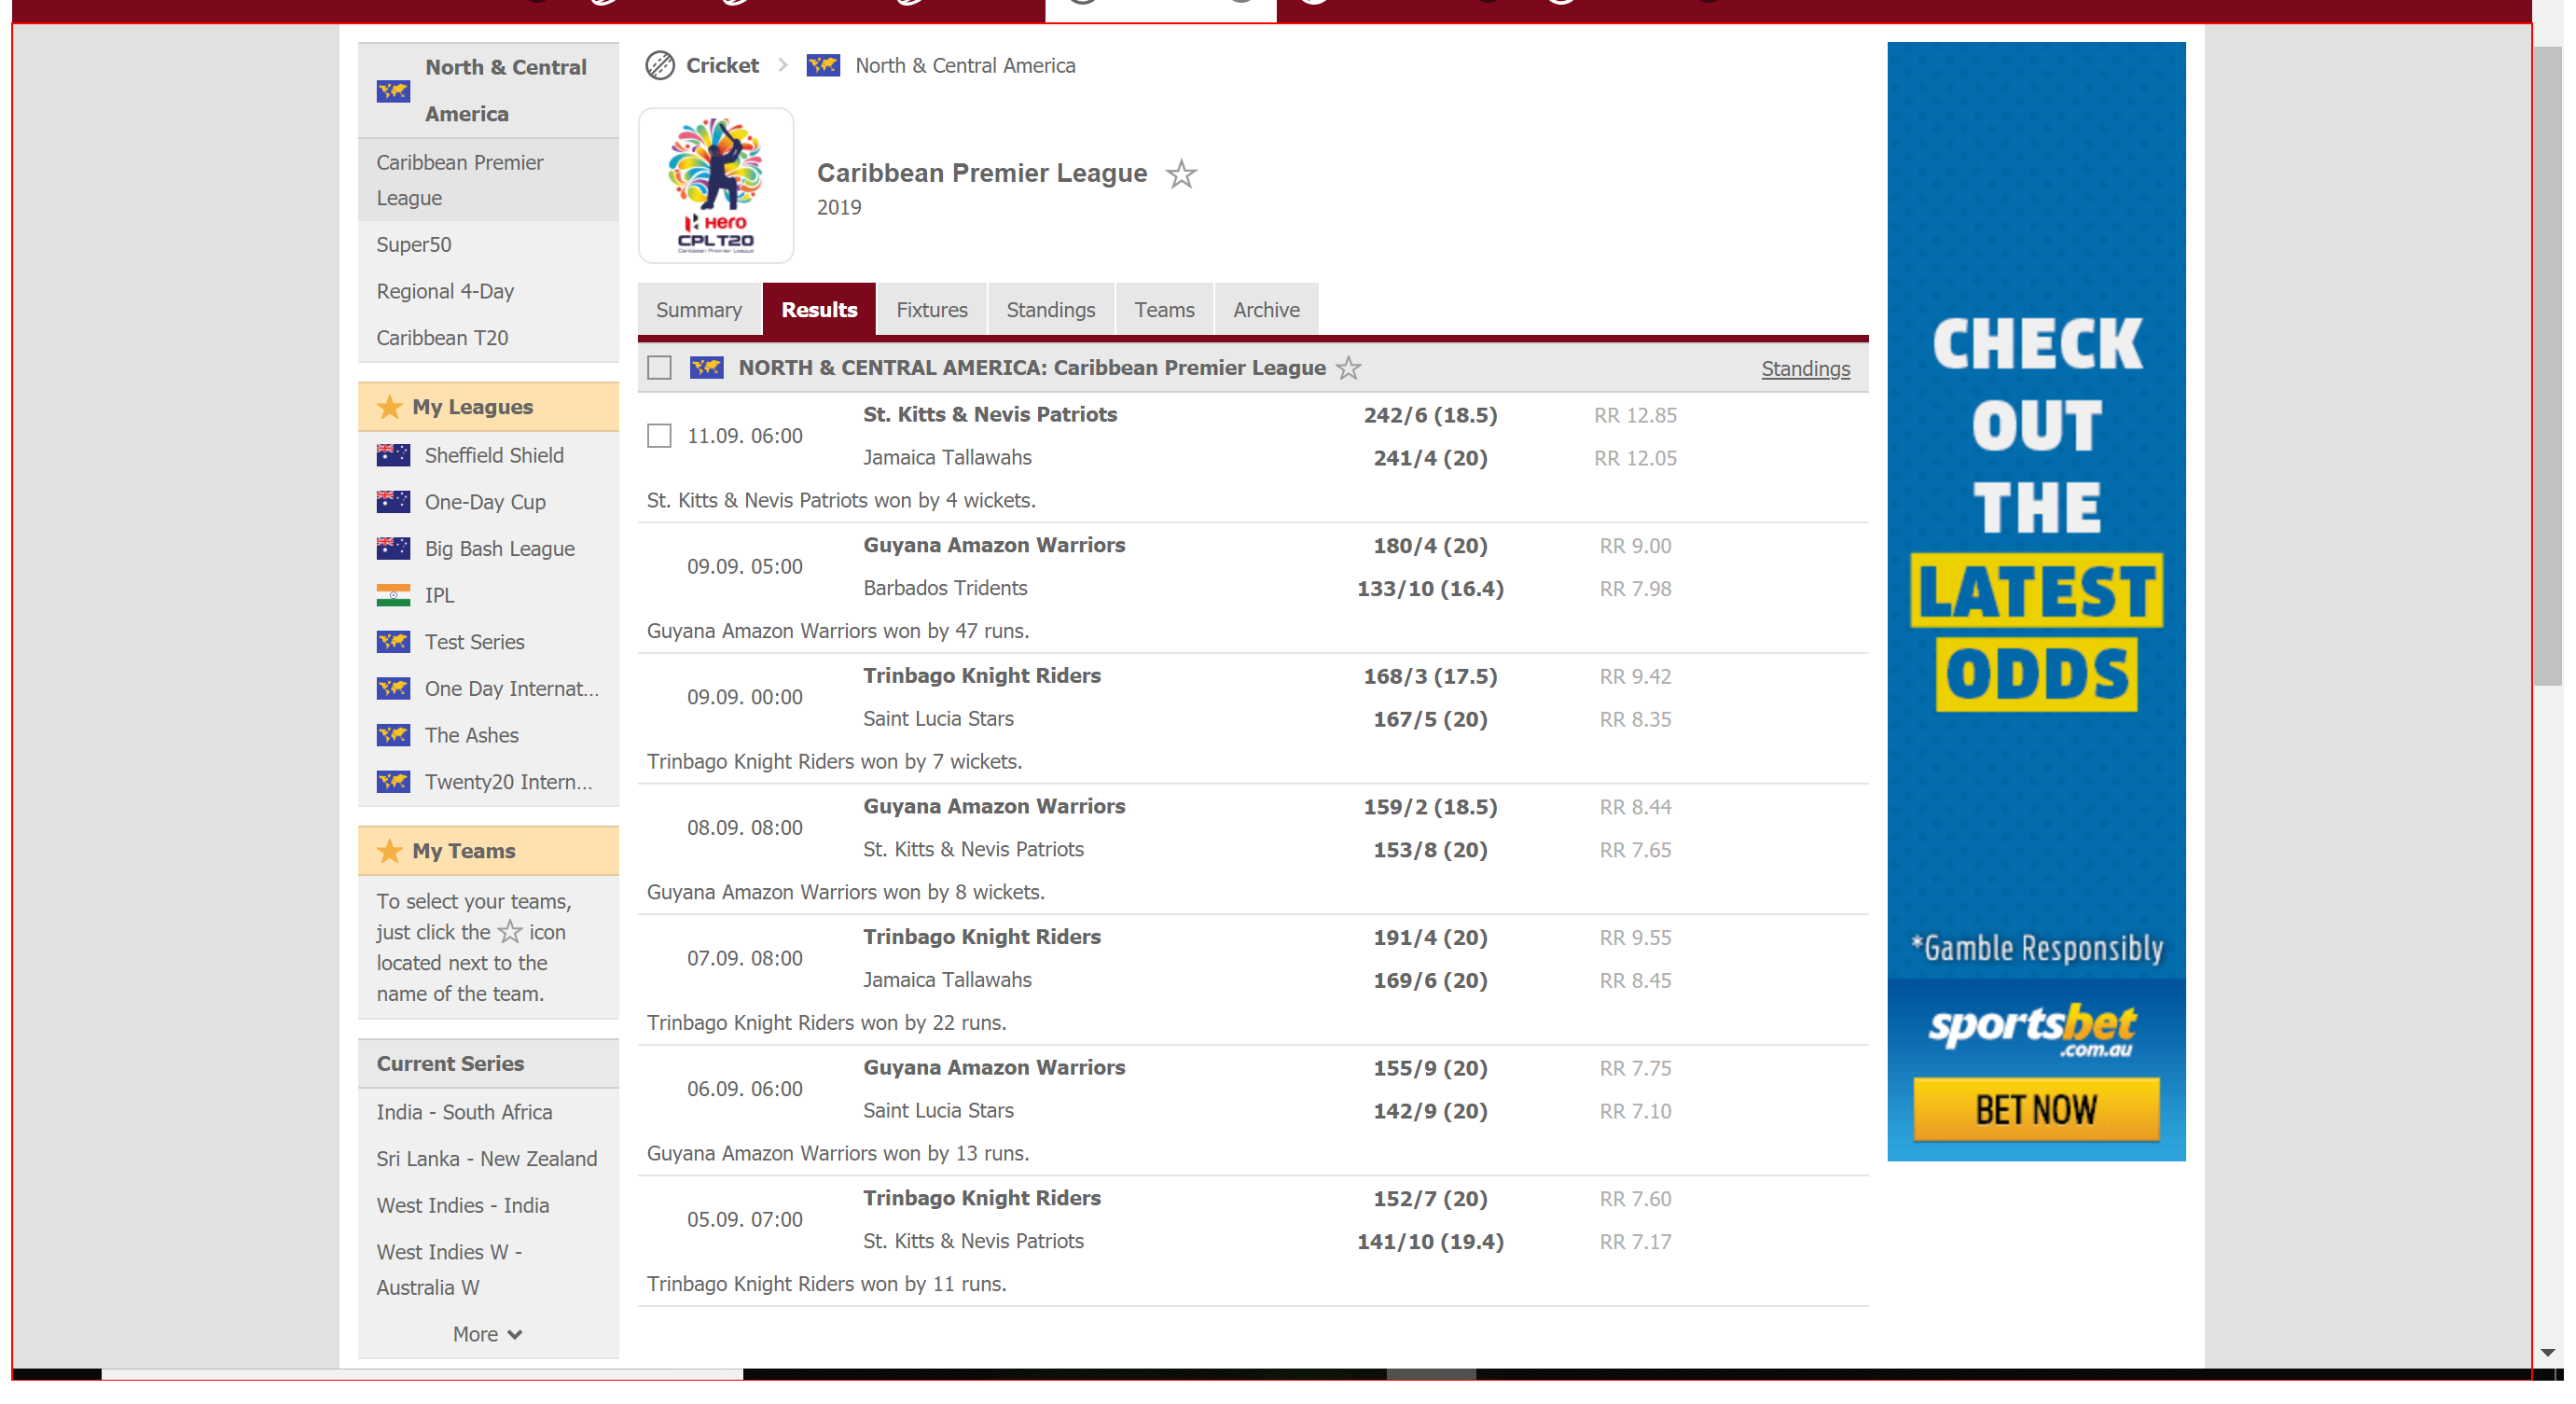 North & Central
America
Caribbean Premier
League
Super50
Regional 4-Day
Caribbean T20
My Leagues
Sheffield Shield
One-Day Cup
Big Bash League
IPL
Test Series
One Day Internat...
The Ashes
Twenty20 Intern...
My Teams
To select your teams,
just click the icon
located next to the
name of the team.
Current Series
India - South Africa
Sri Lanka - New Zealand
West Indies - India
West Indies W -
Australia W
More
Cricket North & Central America
Hero
CPLT20
Caribbean Premier League
Caribbean Premier League
2019
Summary Results Fixtures Standings Teams Archive
NORTH & CENTRAL AMERICA: Caribbean Premier League Standings
11.09. 06:00
St. Kitts & Nevis Patriots 242/6 (18.5) RR 12.85
Jamaica Tallawahs 241/4 (20) RR 12.05
St. Kitts & Nevis Patriots won by 4 wickets.
09.09. 05:00
Guyana Amazon Warriors 180/4 (20) RR 9.00
Barbados Tridents 133/10 (16.4) RR 7.98
Guyana Amazon Warriors won by 47 runs.
09.09. 00:00
Trinbago Knight Riders 168/3 (17.5) RR 9.42
Saint Lucia Stars 167/5 (20) RR 8.35
Trinbago Knight Riders won by 7 wickets.
08.09. 08:00
Guyana Amazon Warriors 159/2 (18.5) RR 8.44
St. Kitts & Nevis Patriots 153/8 (20) RR 7.65
Guyana Amazon Warriors won by 8 wickets.
07.09. 08:00
Trinbago Knight Riders 191/4 (20) RR 9.55
Jamaica Tallawahs 169/6 (20) RR 8.45
Trinbago Knight Riders won by 22 runs.
06.09. 06:00
Guyana Amazon Warriors 155/9 (20) RR 7.75
Saint Lucia Stars 142/9 (20) RR 7.10
Guyana Amazon Warriors won by 13 runs.
05.09. 07:00
Trinbago Knight Riders 152/7 (20) RR 7.60
St. Kitts & Nevis Patriots 141/10 (19.4) RR 7.17
Trinbago Knight Riders won by 11 runs.
CHECK
OUT
THE
LATEST
ODDS
*Gamble Responsibly
sportsbet
.com.au
BET NOW